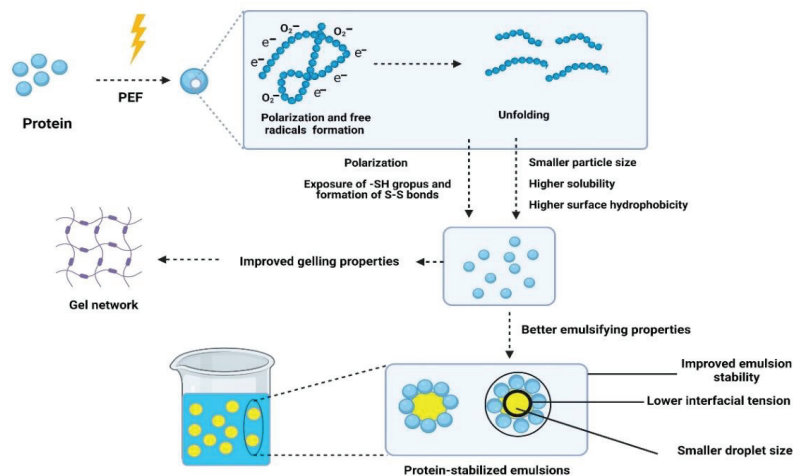 Protein
PEF
O₂⁻
O₂⁻
e⁻
e⁻
e⁻
e⁻
e⁻
O₂⁻
e⁻
Polarization and free
radicals formation
Unfolding
Polarization
Exposure of -SH gropus and
formation of S-S bonds
Smaller particle size
Higher solubility
Higher surface hydrophobicity
Gel network
Improved gelling properties
Better emulsifying properties
Improved emulsion
stability
Lower interfacial tension
Smaller droplet size
Protein-stabilized emulsions